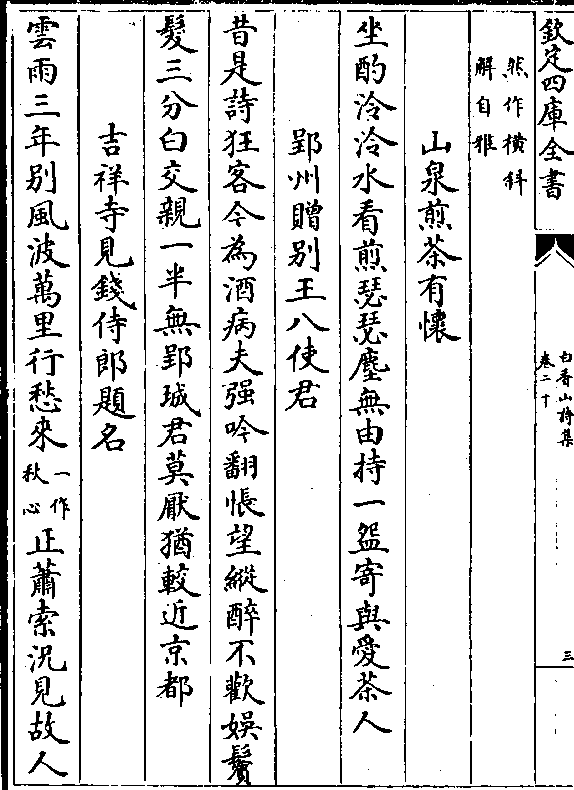 欽定四庫全書
白香山詩集
卷二十
三
然作橫斜
解自雅
山泉煎茶有懷
坐酌泠泠水看煎瑟瑟塵無由持一盌寄與愛茶人
郢州贈別王八使君
昔是詩狂客今為酒病夫强吟翻悵望縱醉不歡娛鬢
髮三分白交親一半無郢城君莫厭猶較近京都
吉祥寺見錢侍郎題名
雲雨三年別風波萬里行愁來一作秋心正蕭索況見故人